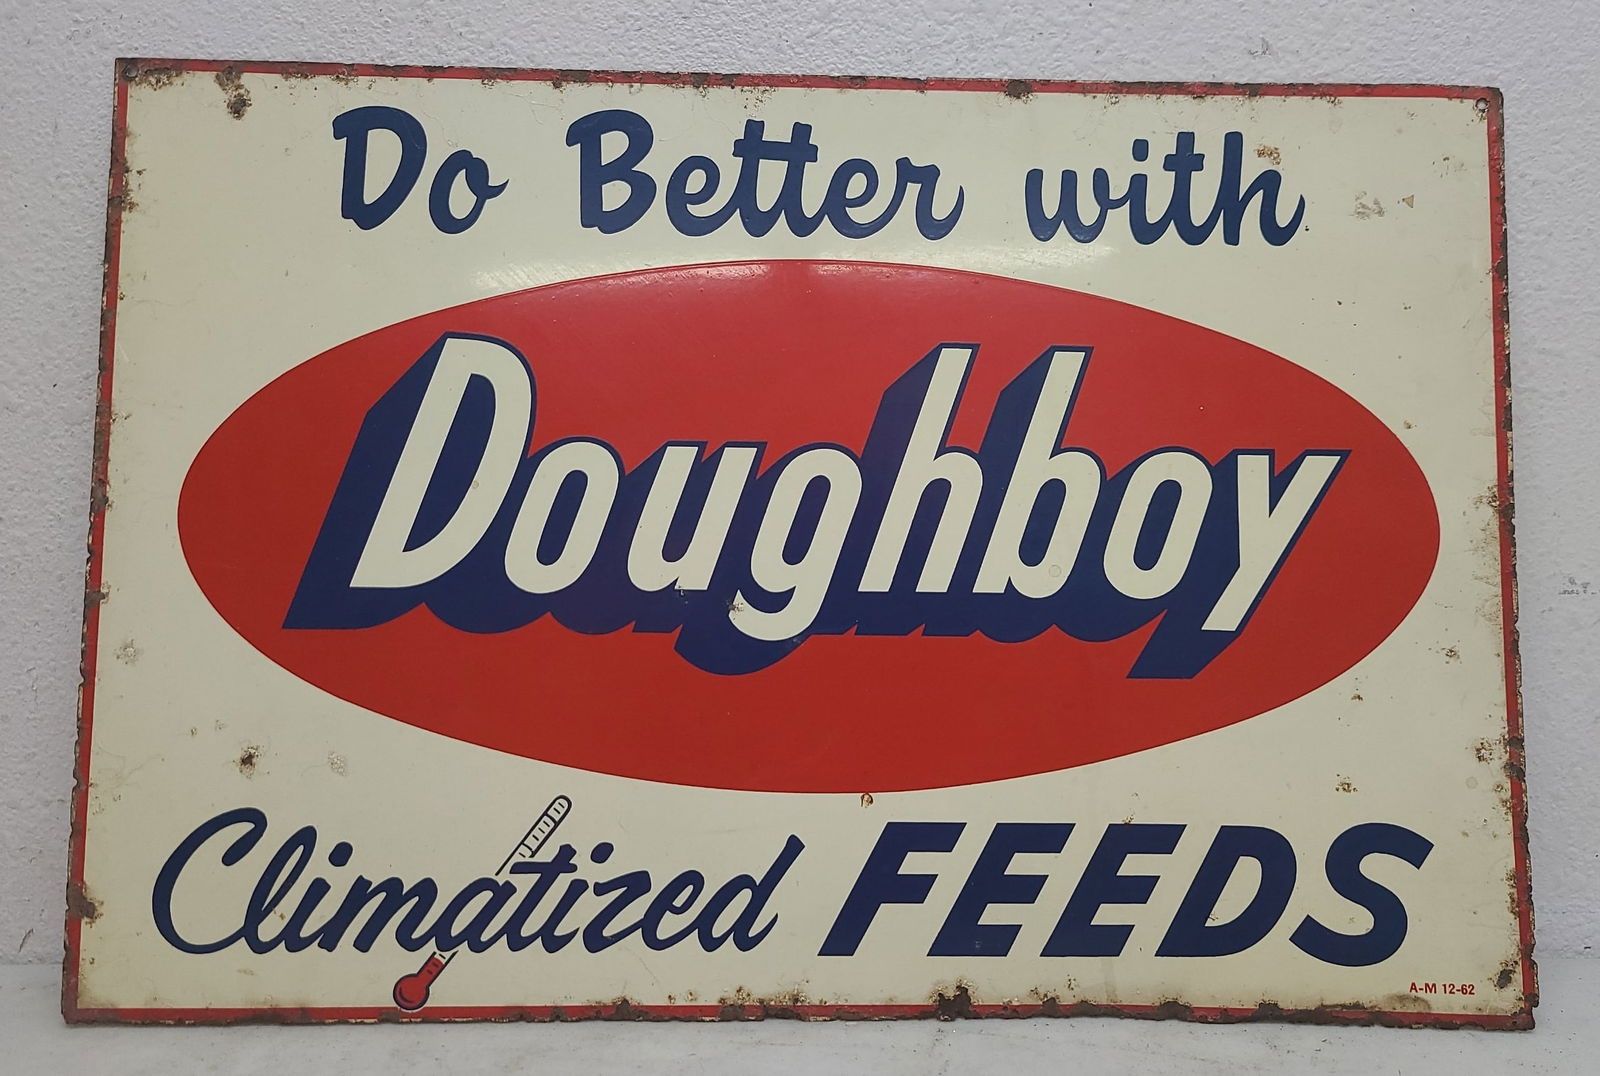 Do Better with
Doughboy
Climatized FEEDS
A-M 12-62